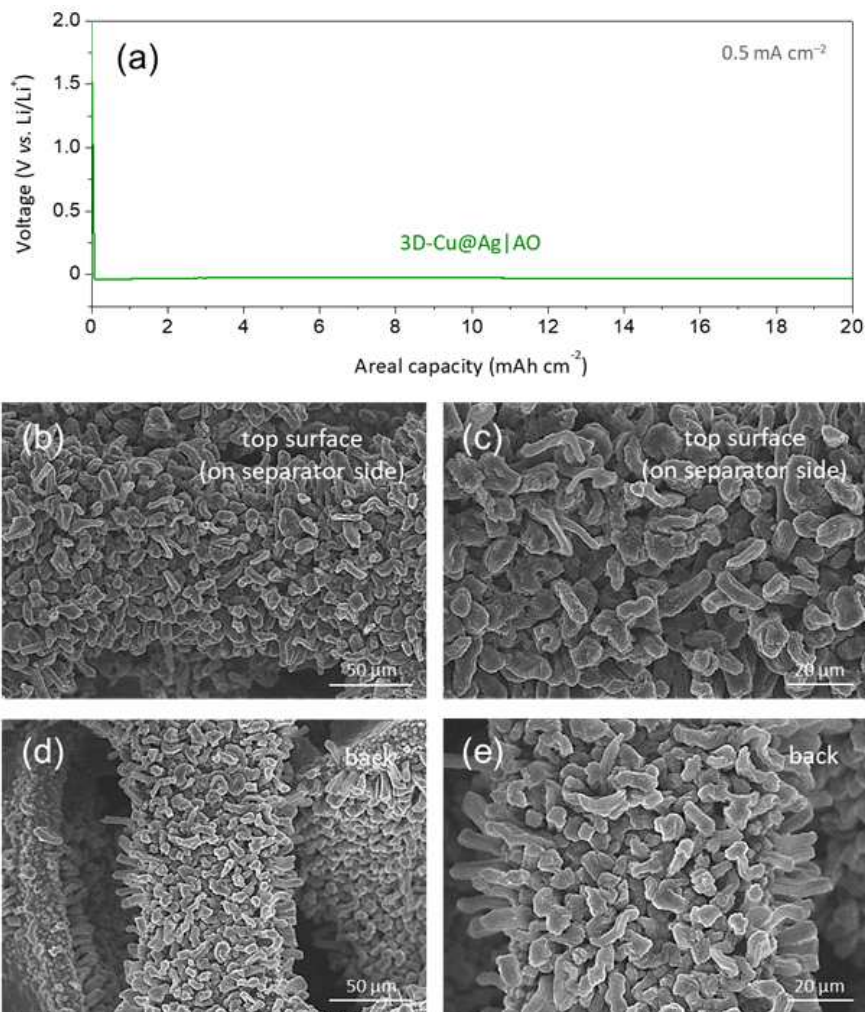 (a)
0.5 mA cm⁻²
2.0
1.5
1.0
0.5
0
Voltage (V vs. Li/Li⁺)
3D-Cu@Ag|AO
0 2 4 6 8 10 12 14 16 18 20
Areal capacity (mAh cm⁻²)
(b)
top surface
(on separator side)
50 µm
(c)
top surface
(on separator side)
20 µm
(d)
back
50 µm
(e)
back
20 µm